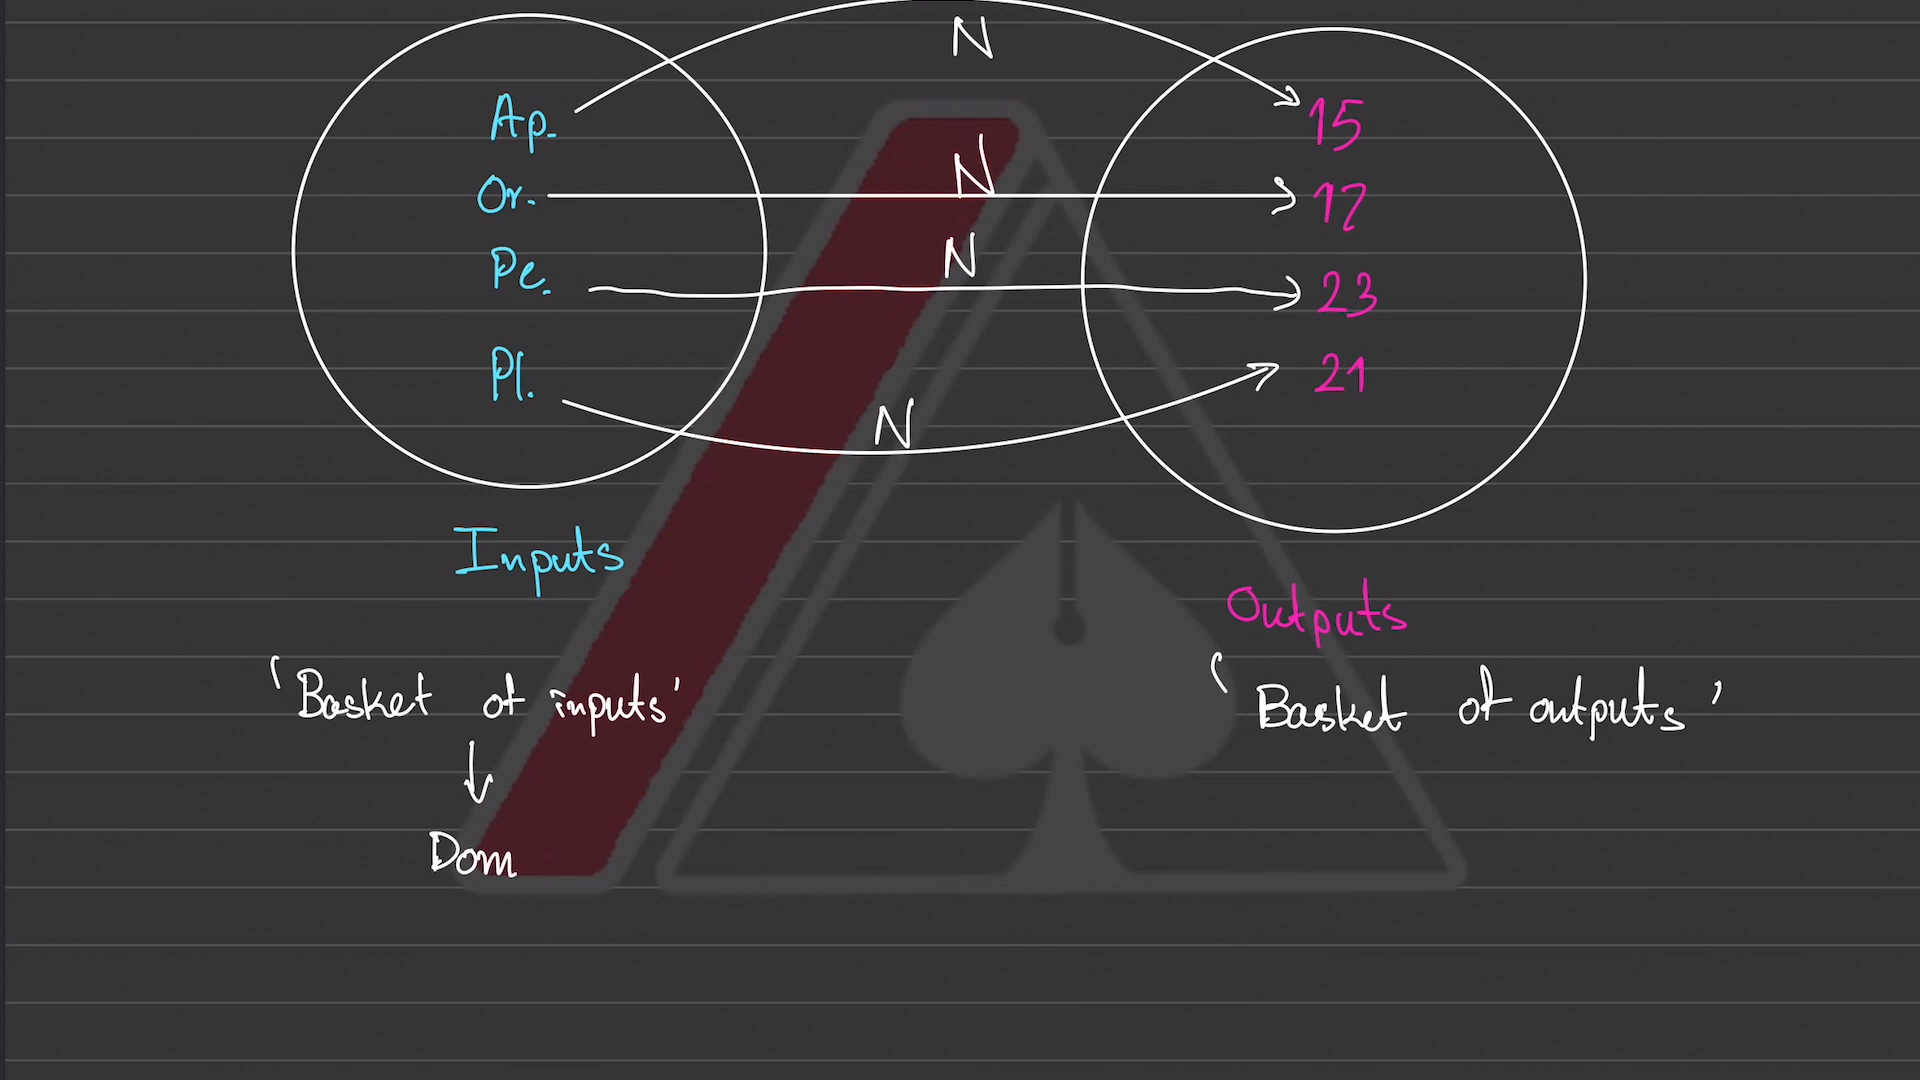 N
Ap. 15
N
Or. 17
N
Pe. 23
Pl. 21
N
Inputs
Outputs
'Basket of inputs' 'Basket of outputs'
↓
Dom